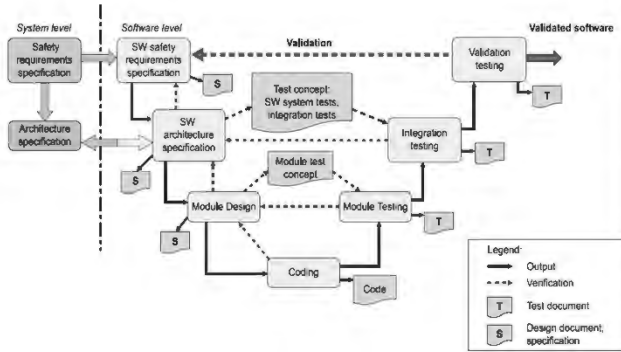 System level
Software level
Validated software
Safety
requirements
specification
SW safety
requirements
specification
Validation
Validation
testing
S
T
Test concept:
SW system tests,
integration tests
Architecture
specification
SW
architecture
specification
Integration
testing
S
T
Module test
concept
Module Design
Module Testing
S
T
Coding
Code
Legend:
Output
Verification
T
Test document
S
Design document,
specification